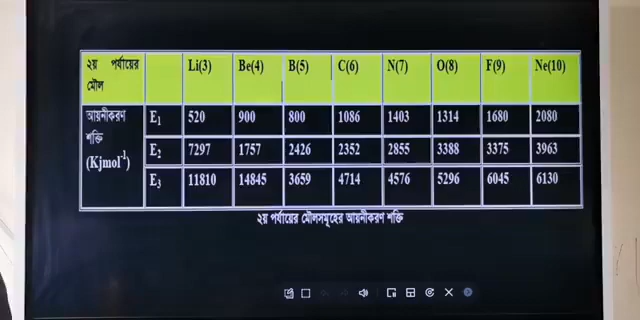 ২য় পর্যায়ের Li(3) Be(4) B(5) C(6) N(7) O(8) F(9) Ne(10)
মৌল
আয়নীকরণ E1 520 900 800 1086 1403 1314 1680 2080
শক্তি
(Kjmol-1) E2 7297 1757 2426 2352 2855 3388 3375 3963
E3 11810 14845 3659 4714 4576 5296 6045 6130
২য় পর্যায়ের মৌলসমূহের আয়নীকরণ শক্তি